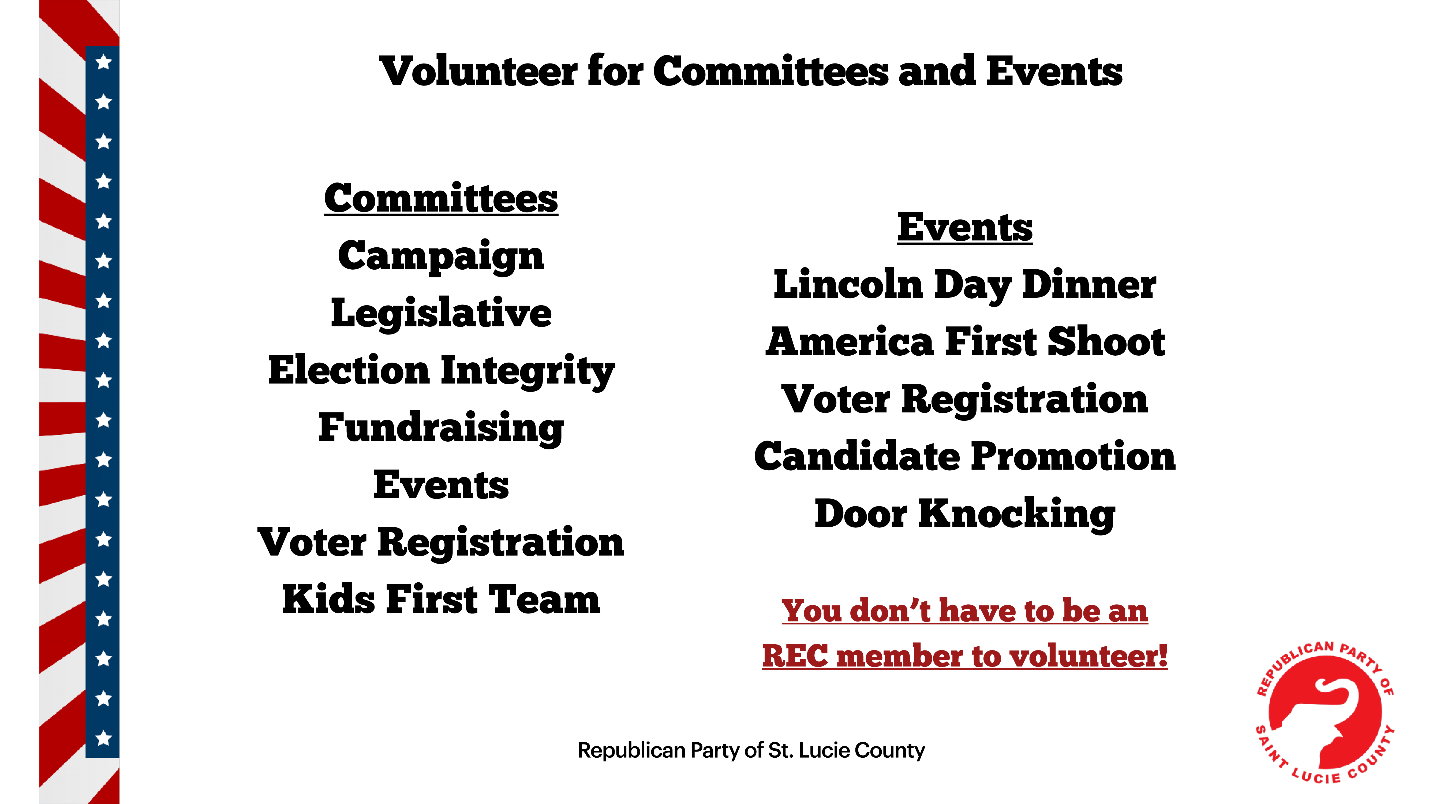 Volunteer for Committees and Events
Committees
Campaign
Legislative
Election Integrity
Fundraising
Events
Voter Registration
Kids First Team
Events
Lincoln Day Dinner
America First Shoot
Voter Registration
Candidate Promotion
Door Knocking
You don't have to be an
REC member to volunteer!
Republican Party of St. Lucie County
REPUBLICAN PARTY OF
SAINT LUCIE COUNTY